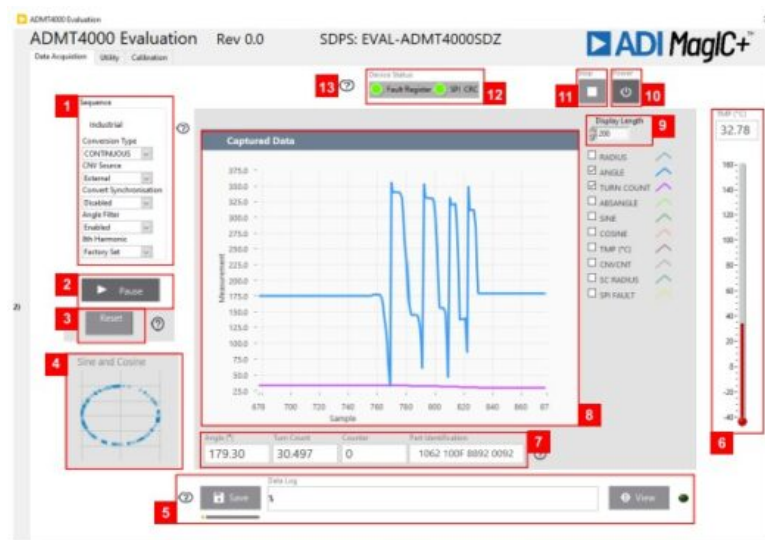 ADMT4000 Evaluation
ADMT4000 Evaluation Rev 0.0 SDPS: EVAL-ADMT4000SDZ ADI MagIC+™
Data Acquisition Utility Calibration
13 Device Status
Fault Register SPI CRC 12
Stop
11
Power
10
1 Sequence
Industrial
Conversion Type
CONTINUOUS
CNV Source
External
Convert Synchronisation
Disabled
Angle Filter
Enabled
8th Harmonic
Factory Set
2 Pause
3 Reset
4 Sine and Cosine
Captured Data
Measurement
375.0
350.0
325.0
300.0
275.0
250.0
225.0
200.0
175.0
150.0
125.0
100.0
75.0
50.0
25.0
678 700 720 740 760 780 800 820 840 860 87
Sample
8
Display Length
200
9
RADIUS
ANGLE
TURN COUNT
ABSANGLE
SINE
COSINE
TMP (°C)
CNVCNT
SC RADIUS
SPI FAULT
TMP (°C)
32.78
160
140
120
100
80
60
40
20
-20
-40
6
Angle (°) Turn Count Counter Part Identification
179.30 30.497 0 1062 100F 8092 0092
7
Data Log
5 Save % View
2)